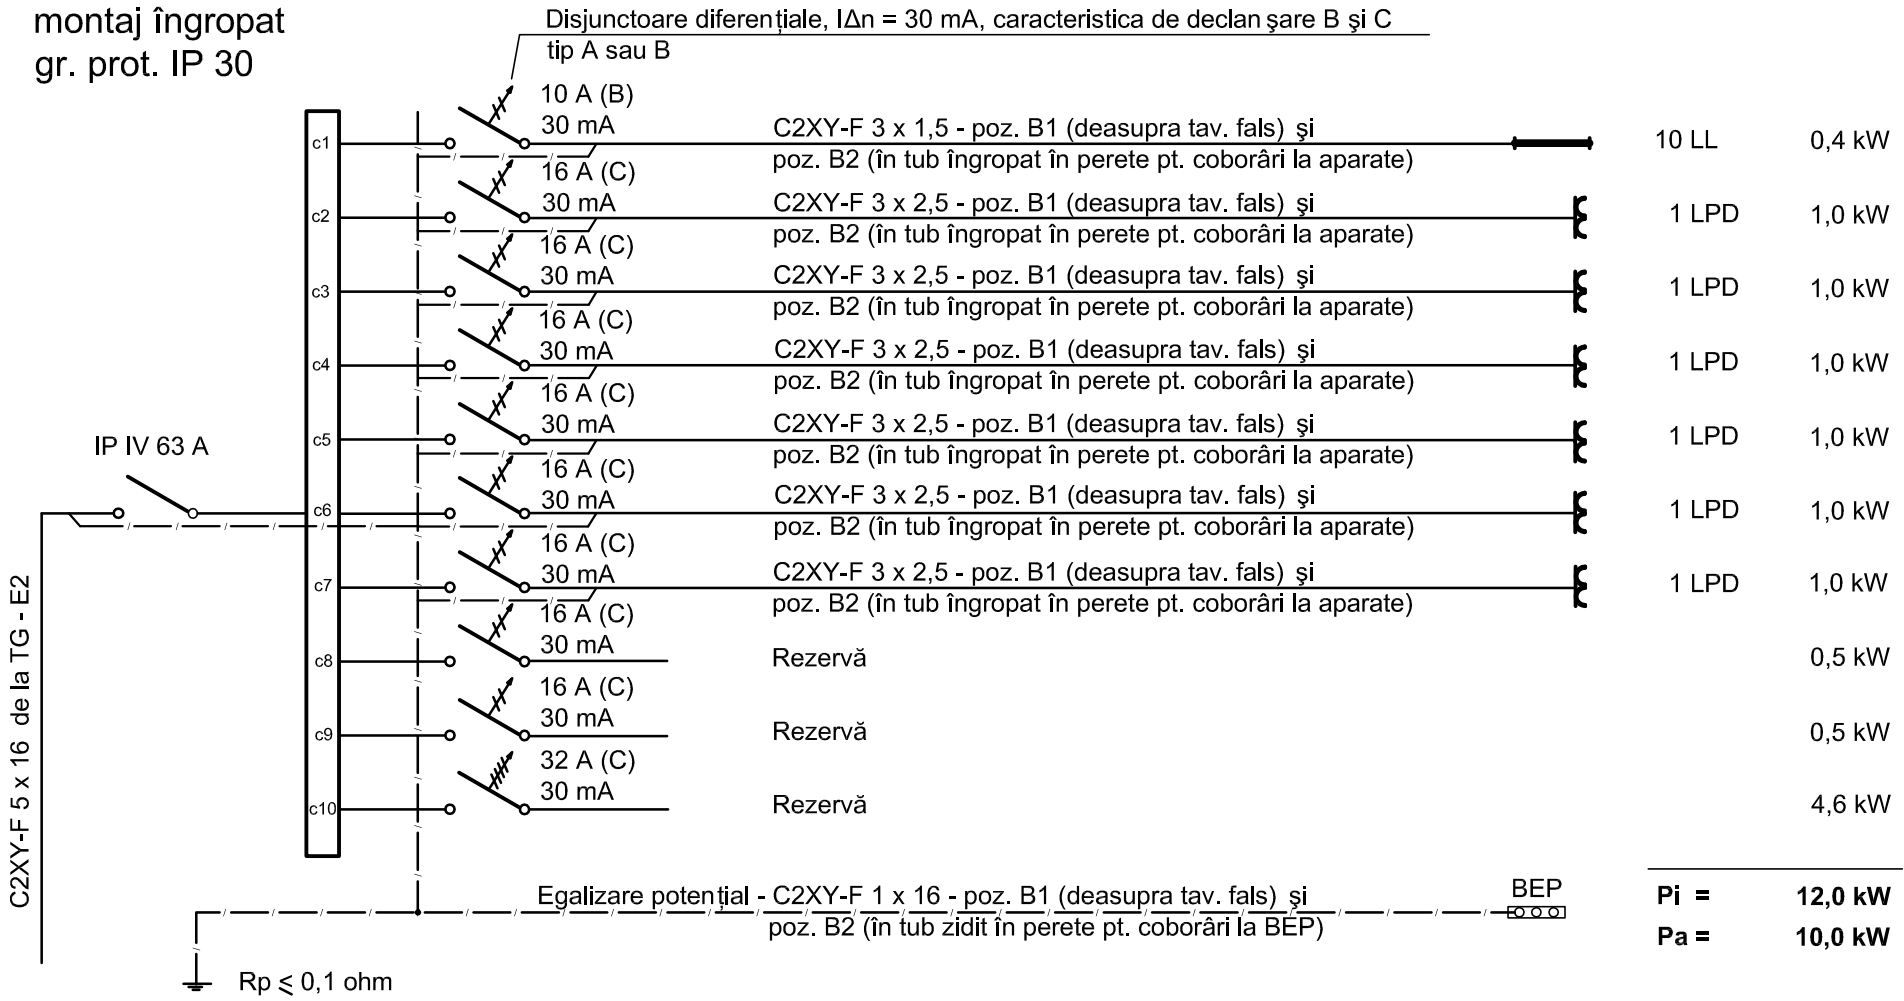 montaj îngropat
gr. prot. IP 30
Disjunctoare diferențiale, IΔn = 30 mA, caracteristica de declanșare B și C
tip A sau B
10 A (B)
30 mA
c1
C2XY-F 3 x 1,5 - poz. B1 (deasupra tav. fals) și
poz. B2 (în tub îngropat în perete pt. coborâri la aparate)
10 LL
0,4 kW
16 A (C)
30 mA
c2
C2XY-F 3 x 2,5 - poz. B1 (deasupra tav. fals) și
poz. B2 (în tub îngropat în perete pt. coborâri la aparate)
1 LPD
1,0 kW
16 A (C)
30 mA
c3
C2XY-F 3 x 2,5 - poz. B1 (deasupra tav. fals) și
poz. B2 (în tub îngropat în perete pt. coborâri la aparate)
1 LPD
1,0 kW
16 A (C)
30 mA
c4
C2XY-F 3 x 2,5 - poz. B1 (deasupra tav. fals) și
poz. B2 (în tub îngropat în perete pt. coborâri la aparate)
1 LPD
1,0 kW
16 A (C)
30 mA
c5
C2XY-F 3 x 2,5 - poz. B1 (deasupra tav. fals) și
poz. B2 (în tub îngropat în perete pt. coborâri la aparate)
1 LPD
1,0 kW
IP IV 63 A
16 A (C)
30 mA
c6
C2XY-F 3 x 2,5 - poz. B1 (deasupra tav. fals) și
poz. B2 (în tub îngropat în perete pt. coborâri la aparate)
1 LPD
1,0 kW
16 A (C)
30 mA
c7
C2XY-F 3 x 2,5 - poz. B1 (deasupra tav. fals) și
poz. B2 (în tub îngropat în perete pt. coborâri la aparate)
1 LPD
1,0 kW
16 A (C)
30 mA
c8
Rezervă
0,5 kW
16 A (C)
30 mA
c9
Rezervă
0,5 kW
32 A (C)
30 mA
c10
Rezervă
4,6 kW
C2XY-F 5 x 16 de la TG - E2
Egalizare potențial - C2XY-F 1 x 16 - poz. B1 (deasupra tav. fals) și
poz. B2 (în tub zidit în perete pt. coborâri la BEP)
BEP
Pi = 12,0 kW
Pa = 10,0 kW
Rp ≤ 0,1 ohm